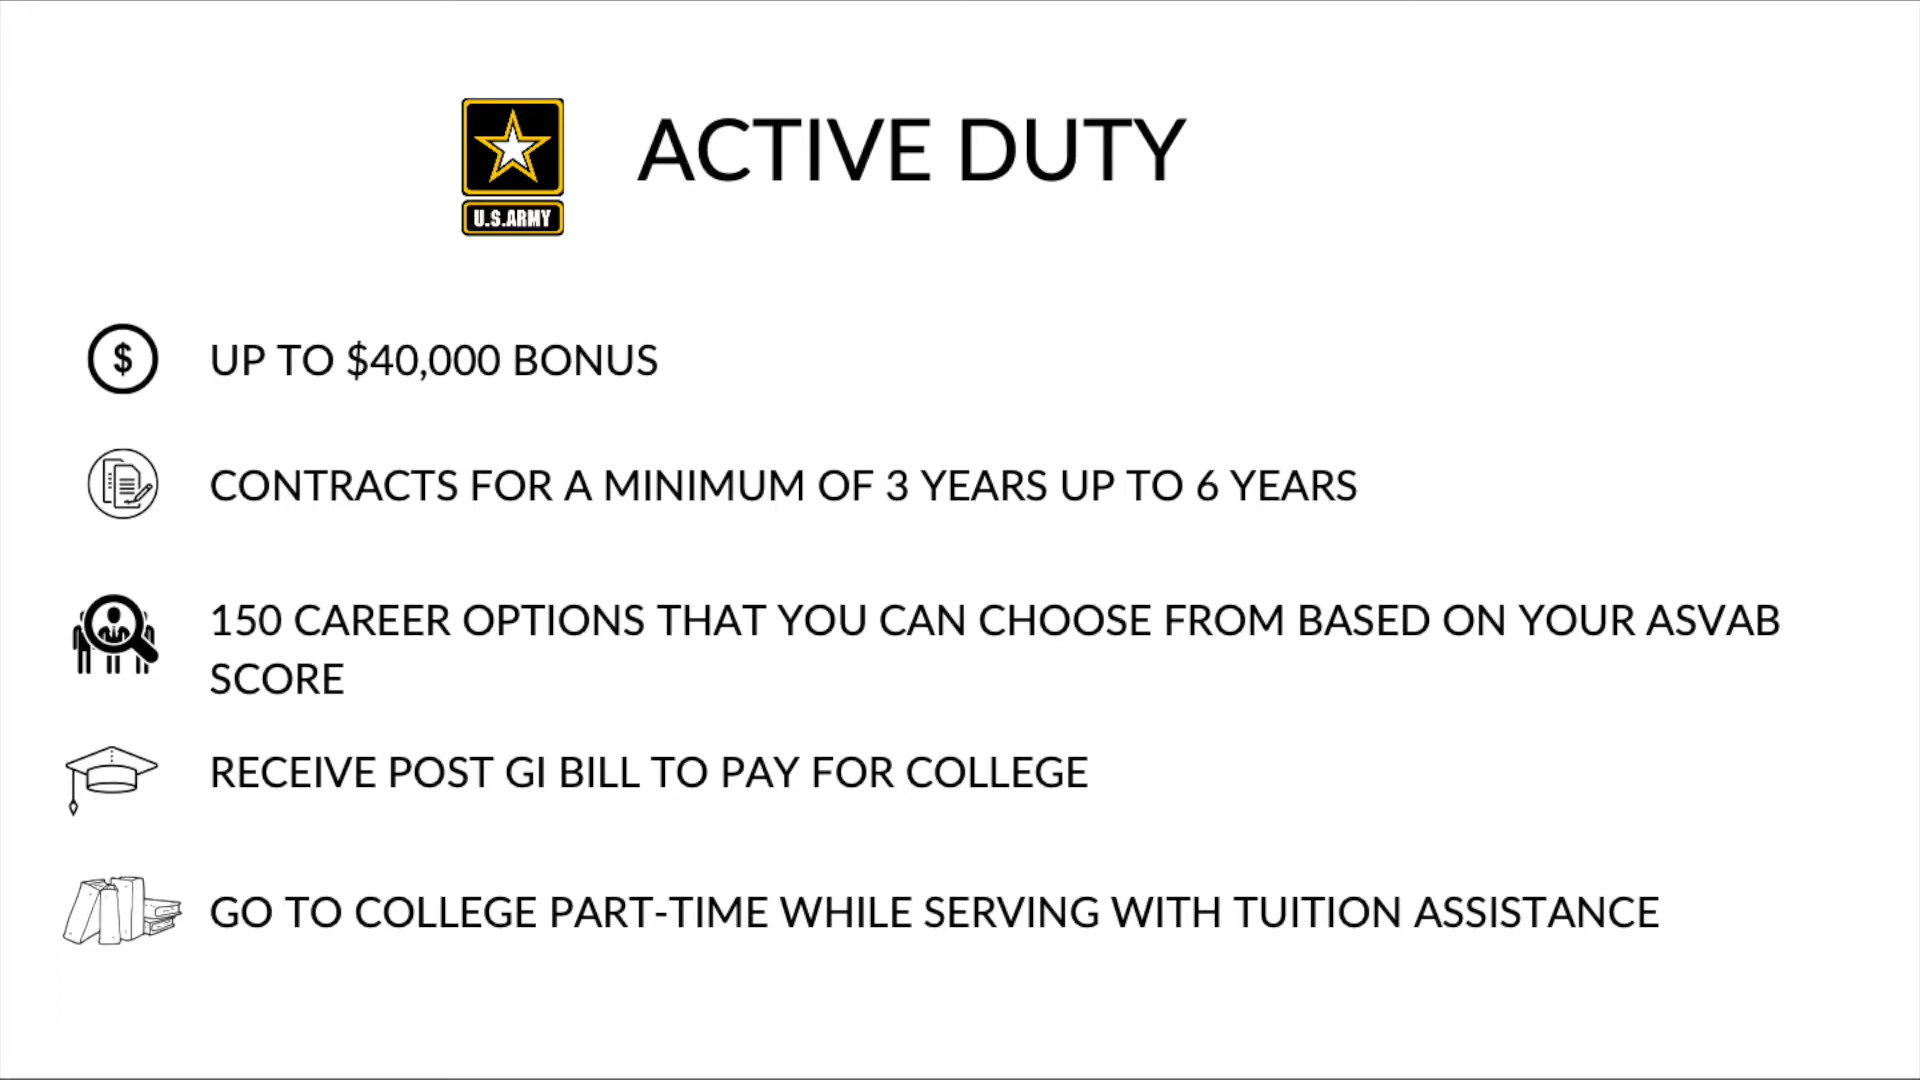 ACTIVE DUTY
U.S.ARMY
$
UP TO $40,000 BONUS
CONTRACTS FOR A MINIMUM OF 3 YEARS UP TO 6 YEARS
150 CAREER OPTIONS THAT YOU CAN CHOOSE FROM BASED ON YOUR ASVAB
SCORE
RECEIVE POST GI BILL TO PAY FOR COLLEGE
GO TO COLLEGE PART-TIME WHILE SERVING WITH TUITION ASSISTANCE